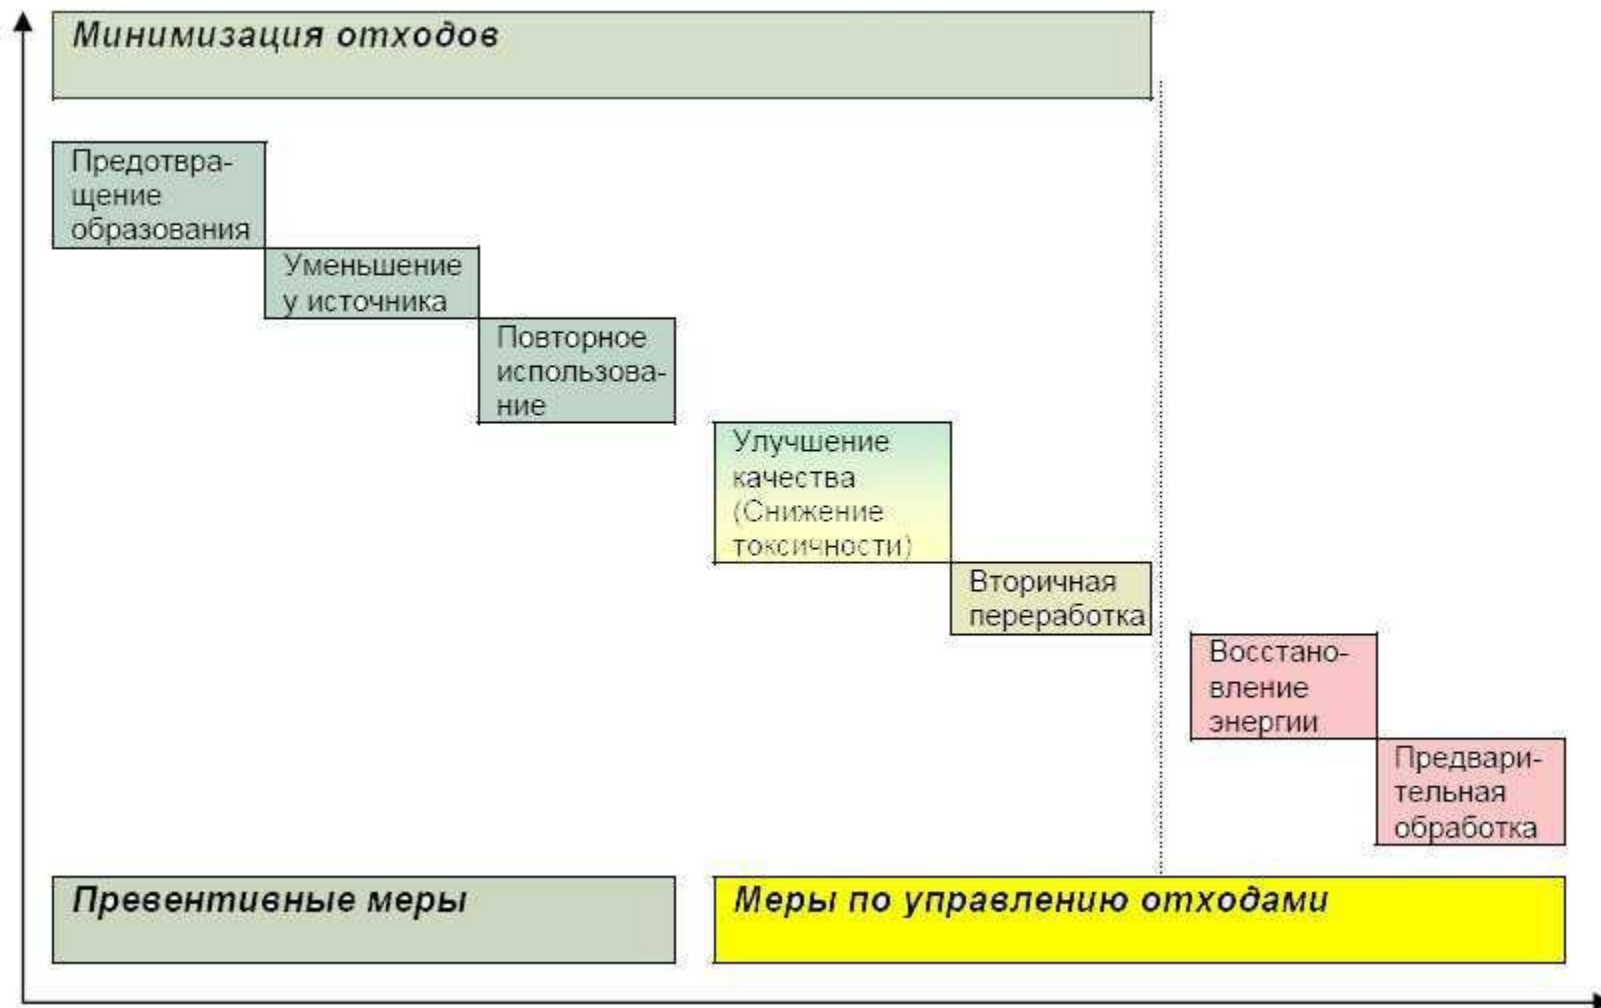 Минимизация отходов
Предотвра-
щение
образования
Уменьшение
у источника
Повторное
использова-
ние
Улучшение
качества
(Снижение
токсичности)
Вторичная
переработка
Восстано-
вление
энергии
Предвари-
тельная
обработка
Превентивные меры
Меры по управлению отходами